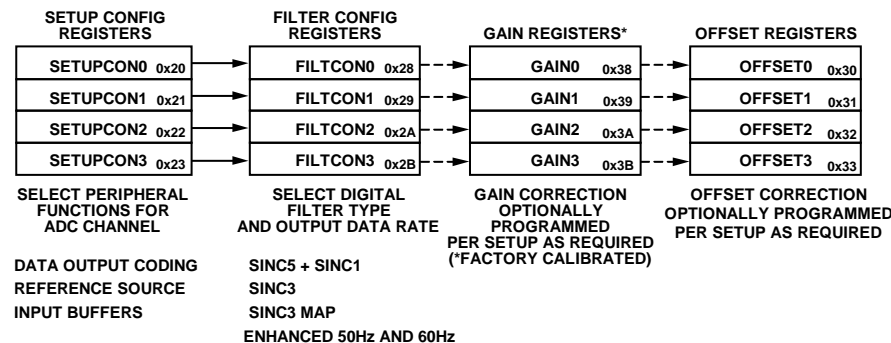 SETUP CONFIG
REGISTERS
SETUPCON0 0x20
SETUPCON1 0x21
SETUPCON2 0x22
SETUPCON3 0x23
SELECT PERIPHERAL
FUNCTIONS FOR
ADC CHANNEL
DATA OUTPUT CODING
REFERENCE SOURCE
INPUT BUFFERS
FILTER CONFIG
REGISTERS
FILTCON0 0x28
FILTCON1 0x29
FILTCON2 0x2A
FILTCON3 0x2B
SELECT DIGITAL
FILTER TYPE
AND OUTPUT DATA RATE
SINC5 + SINC1
SINC3
SINC3 MAP
ENHANCED 50Hz AND 60Hz
GAIN REGISTERS*
GAIN0 0x38
GAIN1 0x39
GAIN2 0x3A
GAIN3 0x3B
GAIN CORRECTION
OPTIONALLY
PROGRAMMED
PER SETUP AS REQUIRED
(*FACTORY CALIBRATED)
OFFSET REGISTERS
OFFSET0 0x30
OFFSET1 0x31
OFFSET2 0x32
OFFSET3 0x33
OFFSET CORRECTION
OPTIONALLY PROGRAMMED
PER SETUP AS REQUIRED